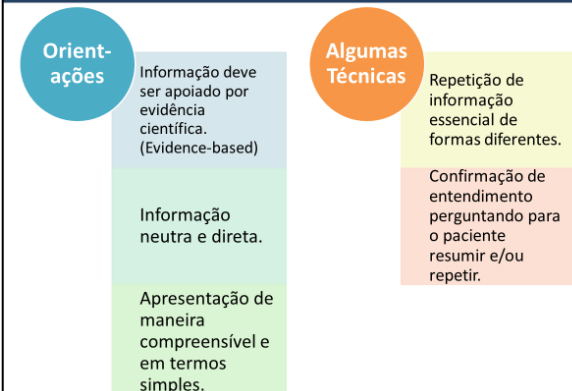 Orient-
ações
Informação deve
ser apoiado por
evidência
científica.
(Evidence-based)
Informação
neutra e direta.
Apresentação de
maneira
compreensível e
em termos
simples.
Algumas
Técnicas
Repetição de
informação
essencial de
formas diferentes.
Confirmação de
entendimento
perguntando para
o paciente
resumir e/ou
repetir.